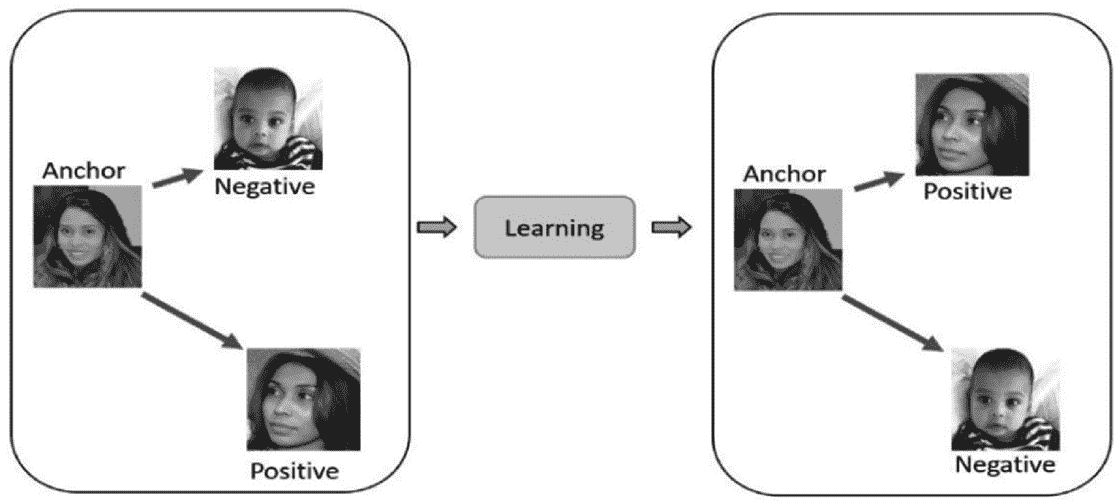 Anchor
Negative
Positive
Learning
Anchor
Positive
Negative